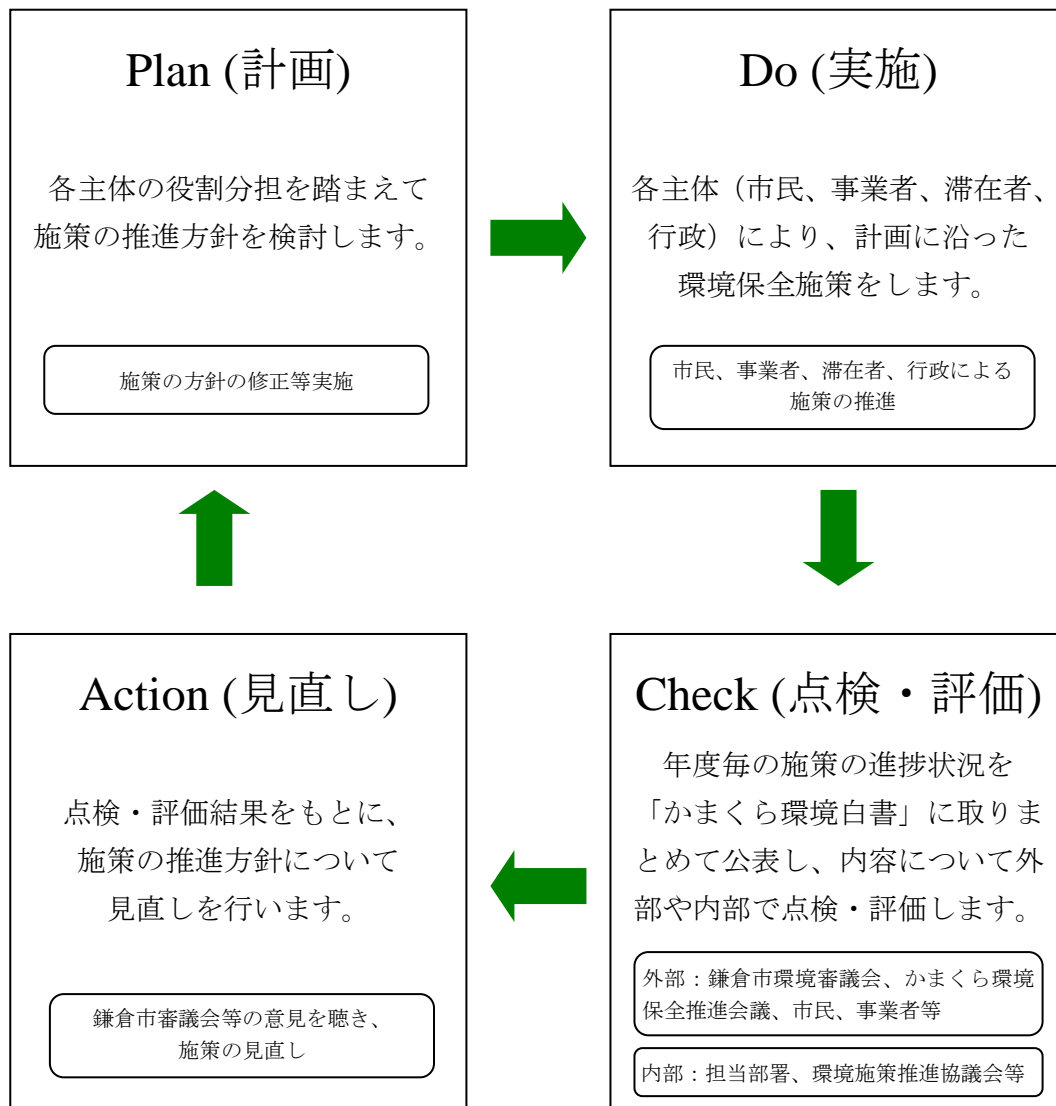 Plan (計画)
各主体の役割分担を踏まえて
施策の推進方針を検討します。
施策の方針の修正等実施
Do (実施)
各主体（市民、事業者、滞在者、
行政）により、計画に沿った
環境保全施策をします。
市民、事業者、滞在者、行政による
施策の推進
Check (点検・評価)
年度毎の施策の進捗状況を
「かまくら環境白書」に取りま
とめて公表し、内容について外
部や内部で点検・評価します。
外部：鎌倉市環境審議会、かまくら環境
保全推進会議、市民、事業者等
内部：担当部署、環境施策推進協議会等
Action (見直し)
点検・評価結果をもとに、
施策の推進方針について
見直しを行います。
鎌倉市審議会等の意見を聴き、
施策の見直し